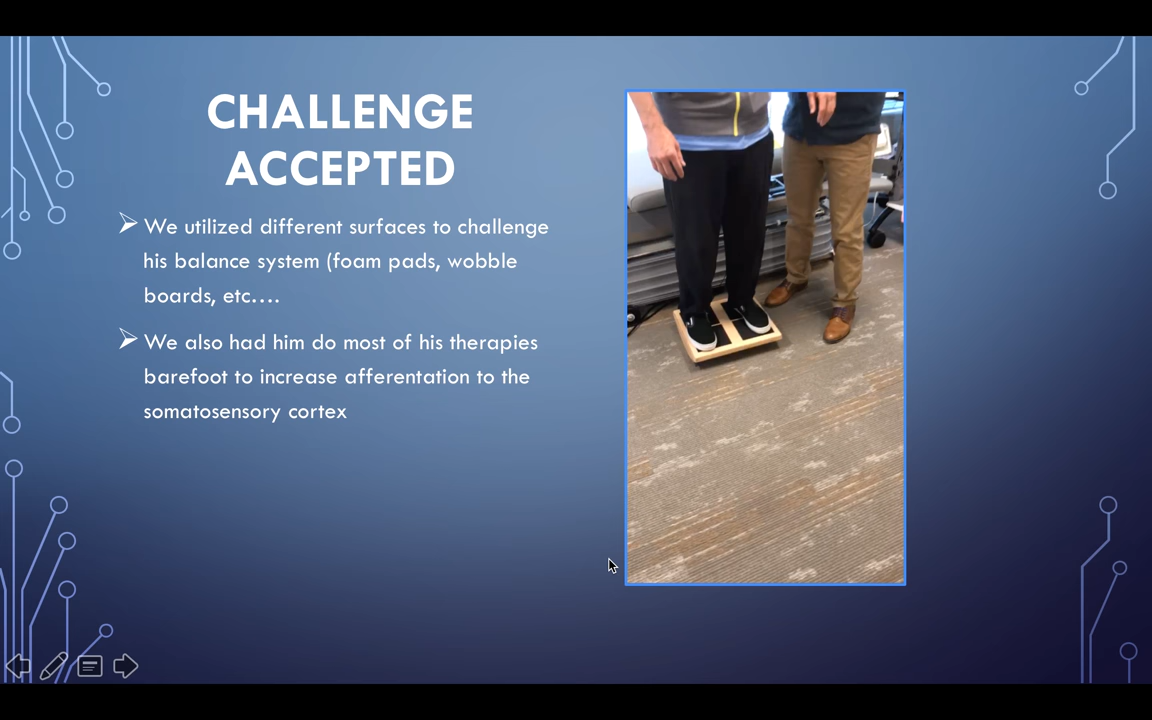 CHALLENGE
ACCEPTED
We utilized different surfaces to challenge
his balance system (foam pads, wobble
boards, etc….
We also had him do most of his therapies
barefoot to increase afferentation to the
somatosensory cortex